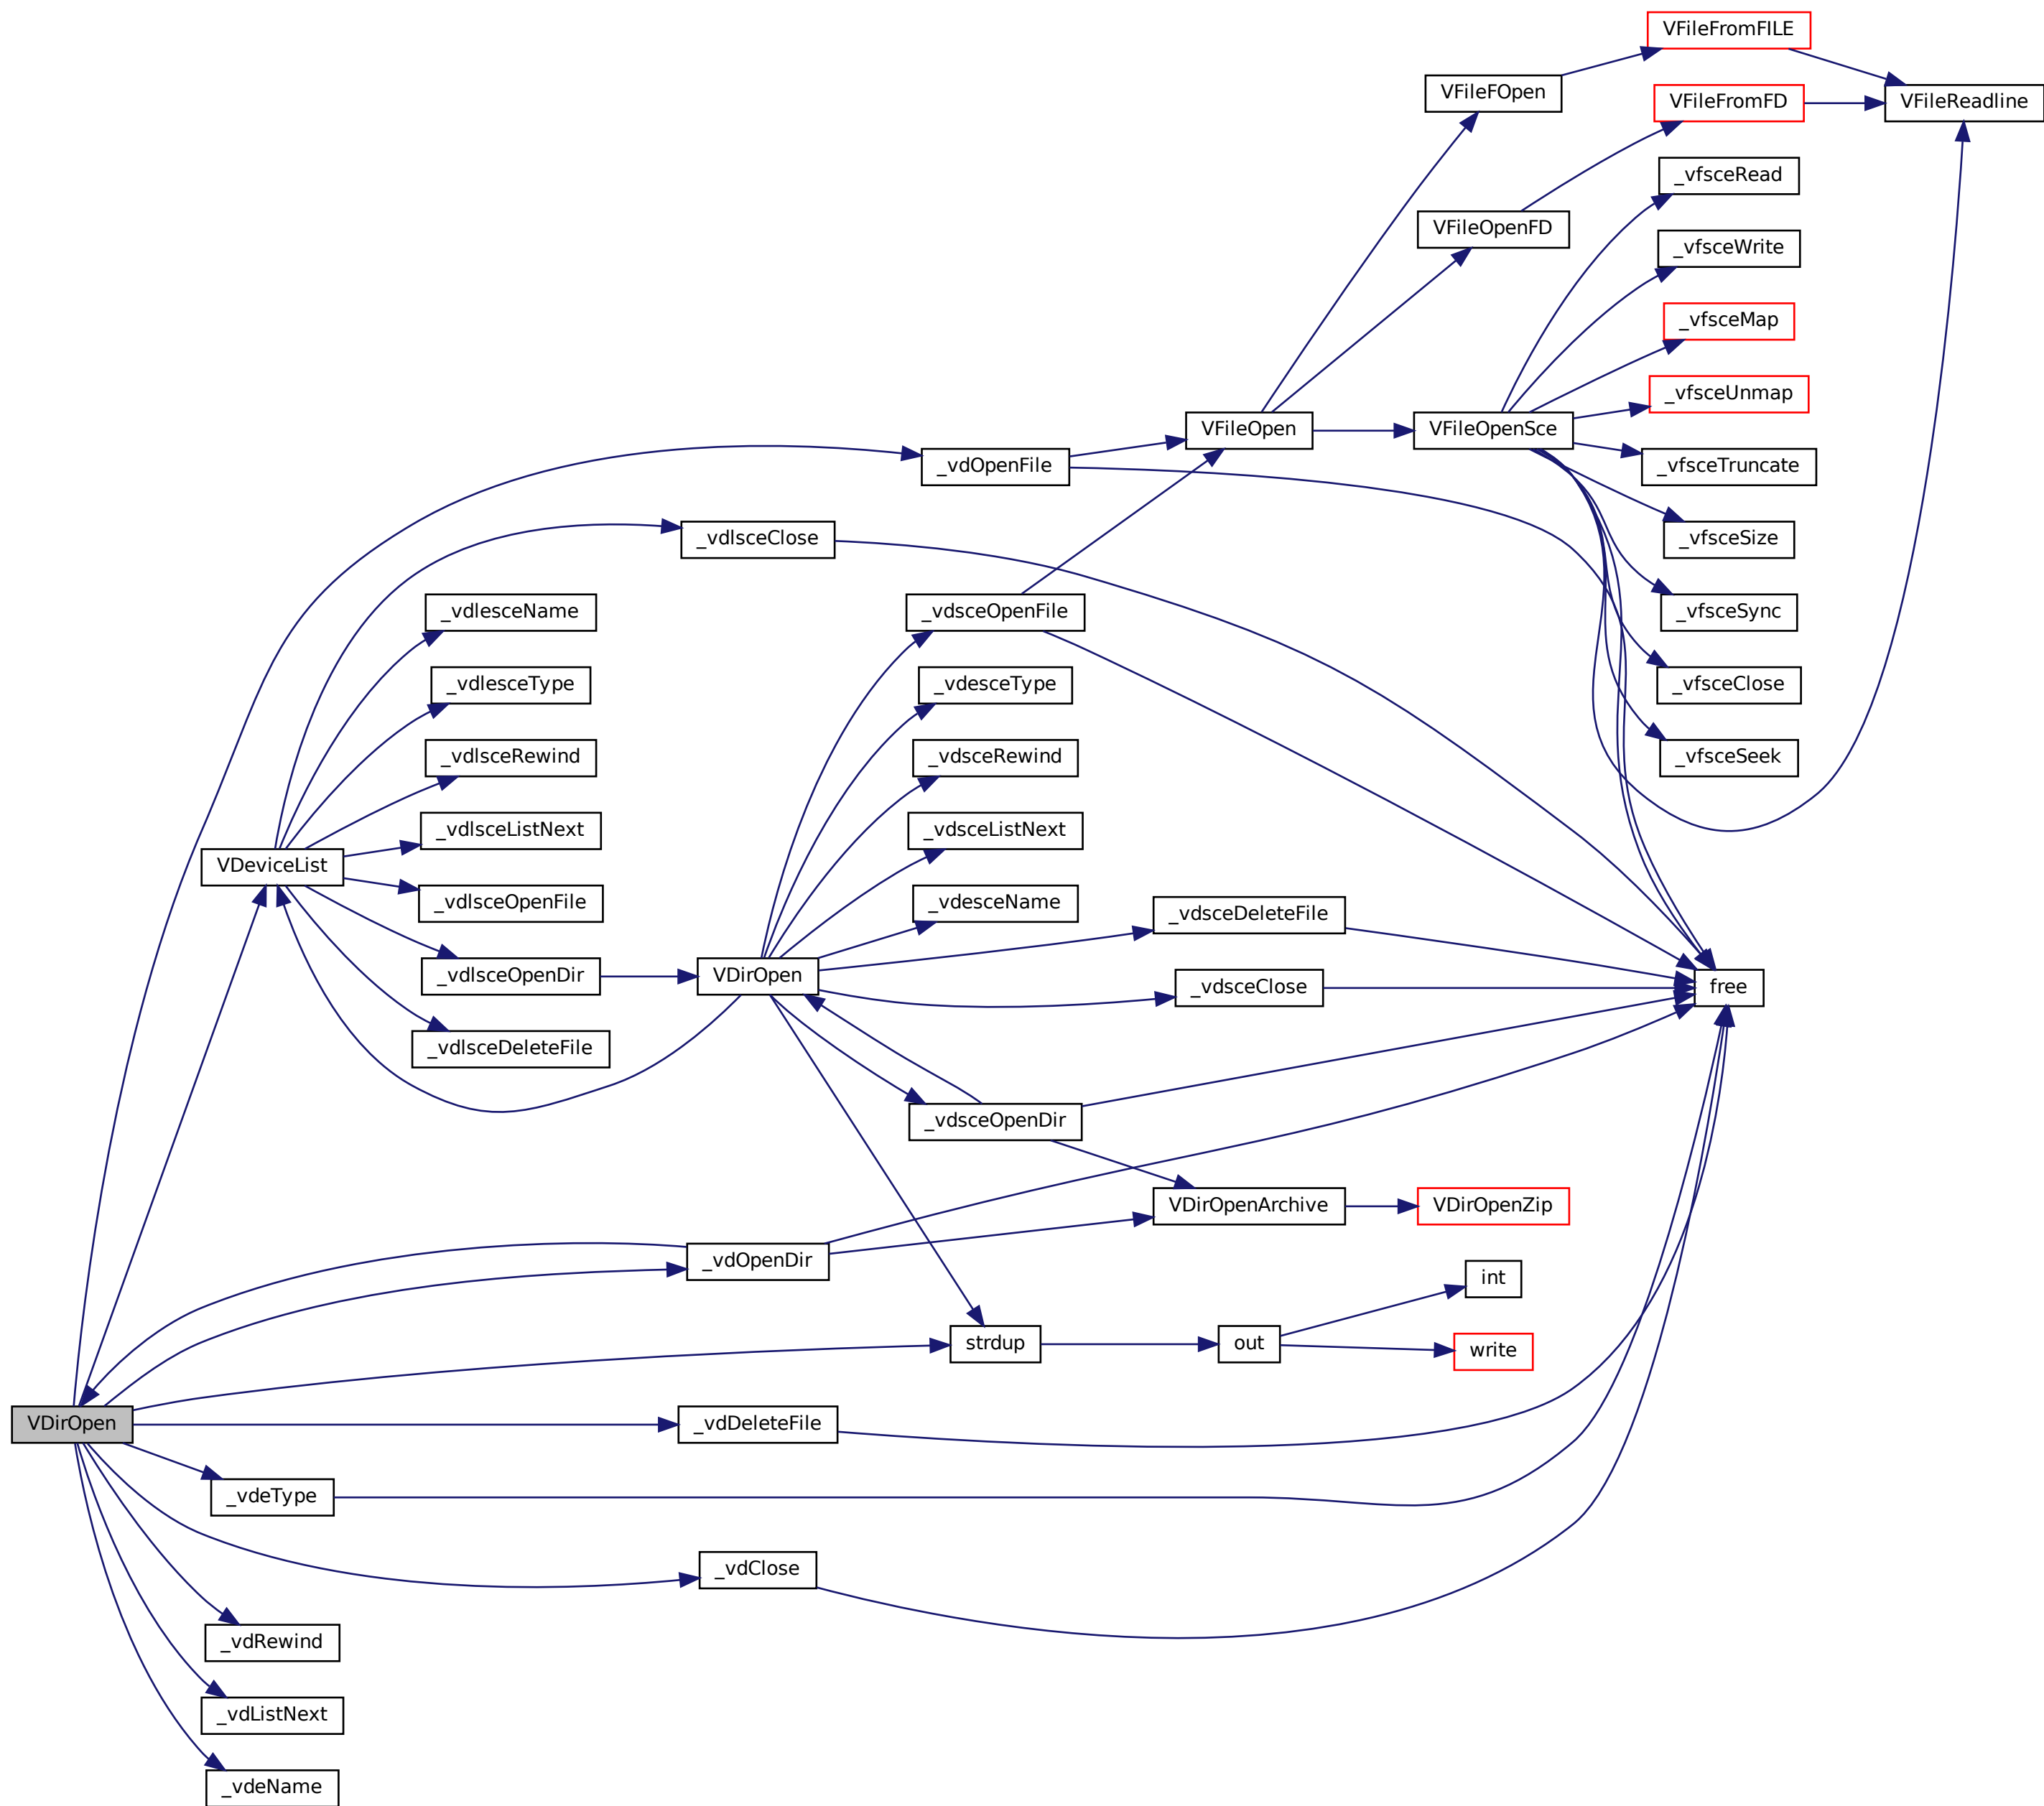 VFileFromFILE
VFileFOpen
VFileFromFD
VFileReadline
_vfsceRead
VFileOpenFD
_vfsceWrite
_vfsceMap
_vfsceUnmap
VFileOpen
VFileOpenSce
_vdOpenFile
_vfsceTruncate
_vdlsceClose
_vfsceSize
_vdlesceName
_vdsceOpenFile
_vfsceSync
_vdlesceType
_vdesceType
_vfsceClose
_vdlsceRewind
_vdsceRewind
_vfsceSeek
_vdlsceListNext
_vdsceListNext
VDeviceList
_vdlsceOpenFile
_vdesceName
_vdsceDeleteFile
_vdlsceOpenDir
VDirOpen
_vdsceClose
free
_vdlsceDeleteFile
_vdsceOpenDir
VDirOpenArchive
VDirOpenZip
_vdOpenDir
int
strdup
out
write
VDirOpen
_vdDeleteFile
_vdeType
_vdClose
_vdRewind
_vdListNext
_vdeName